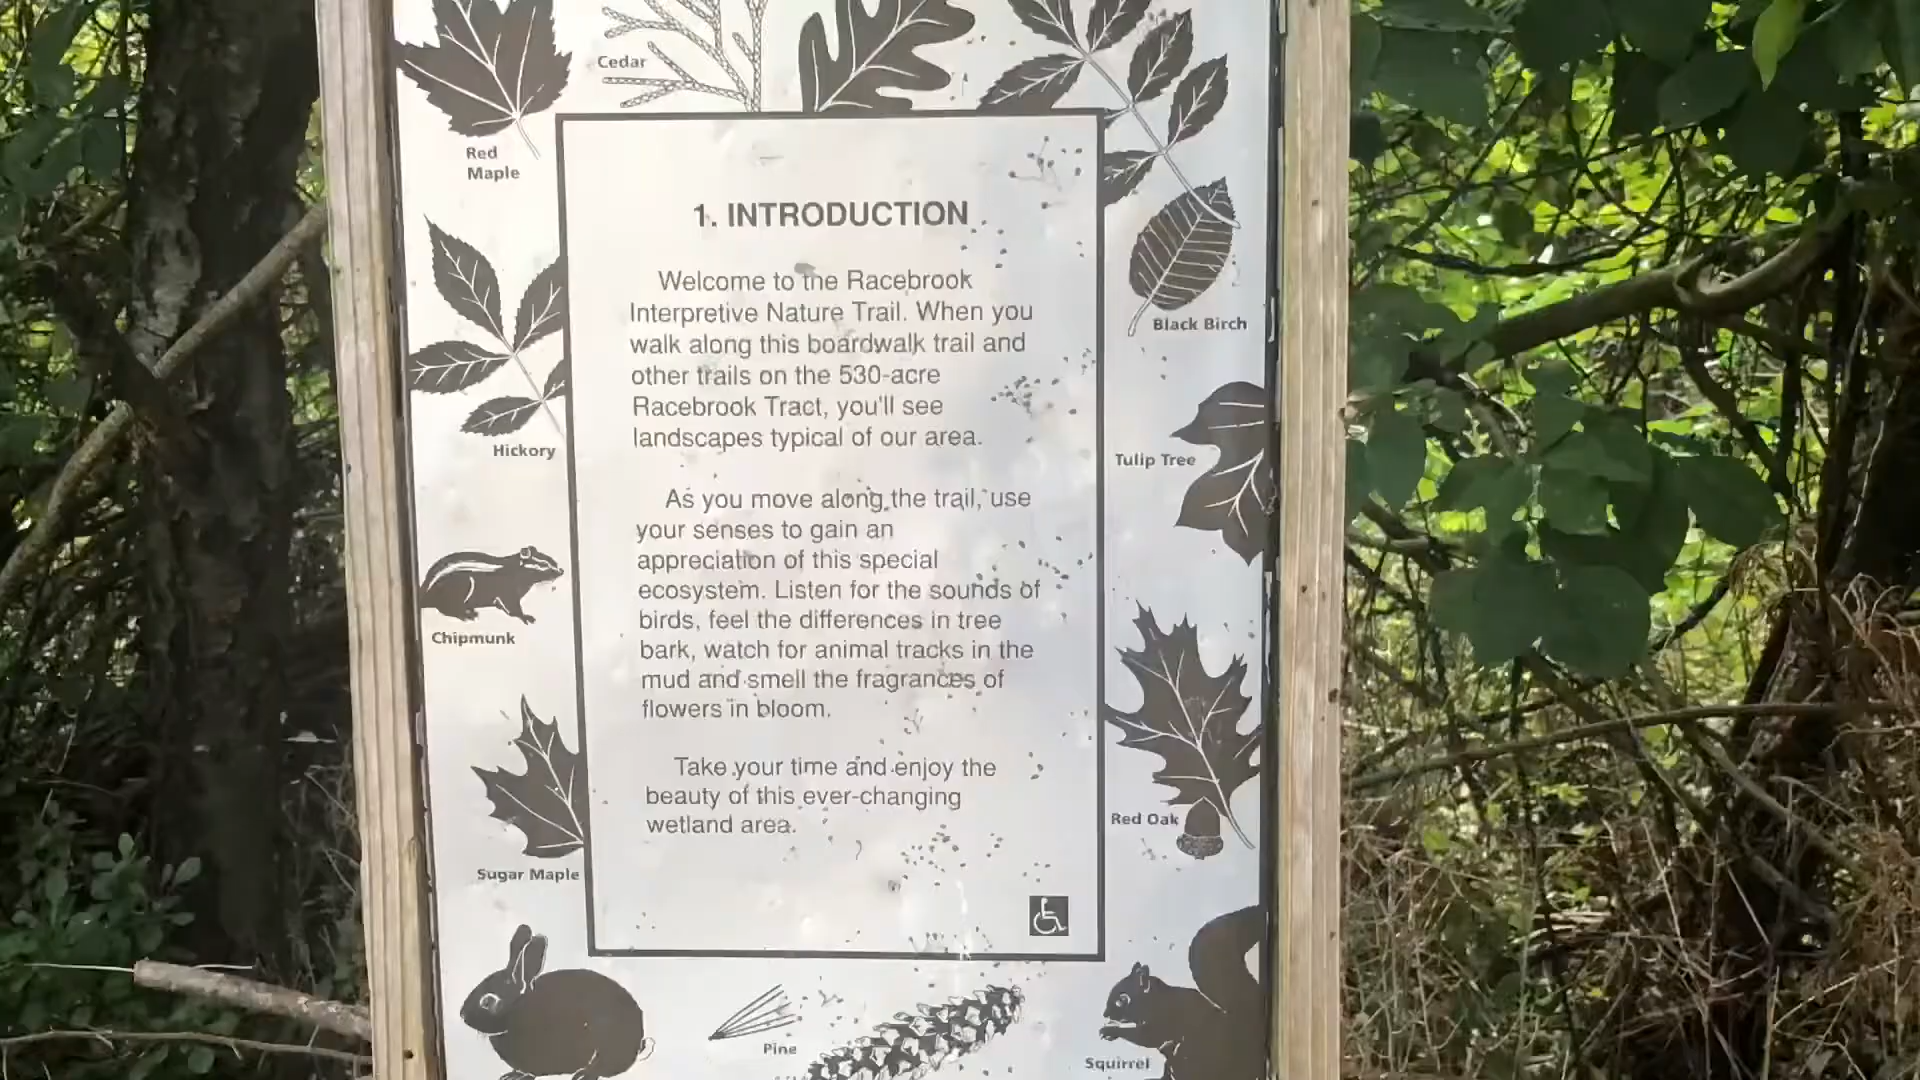 Cedar
Red
Maple
1. INTRODUCTION
Welcome to the Racebrook
Interpretive Nature Trail. When you
walk along this boardwalk trail and
other trails on the 530-acre
Racebrook Tract, you'll see
landscapes typical of our area.
As you move along the trail, use
your senses to gain an
appreciation of this special
ecosystem. Listen for the sounds of
birds, feel the differences in tree
bark, watch for animal tracks in the
mud and smell the fragrances of
flowers in bloom.
Take your time and enjoy the
beauty of this ever-changing
wetland area.
Black Birch
Hickory
Tulip Tree
Chipmunk
Red Oak
Sugar Maple
Pine
Squirrel